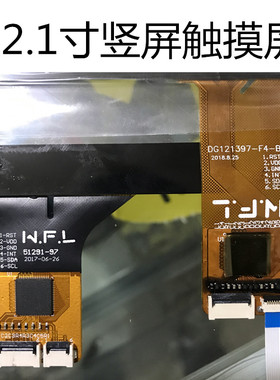 2.1寸竖屏触摸屏
DG121397-F4-B
2018.8.25
1.RST
2.VDD
3.GND
4.INT
5.SDA
6.SCL
1-RST
2-VDD
3-GND
4-INT
5-SDA
6-SCL
W.F.L
51291-97
2017-06-26
W.F.L
U1